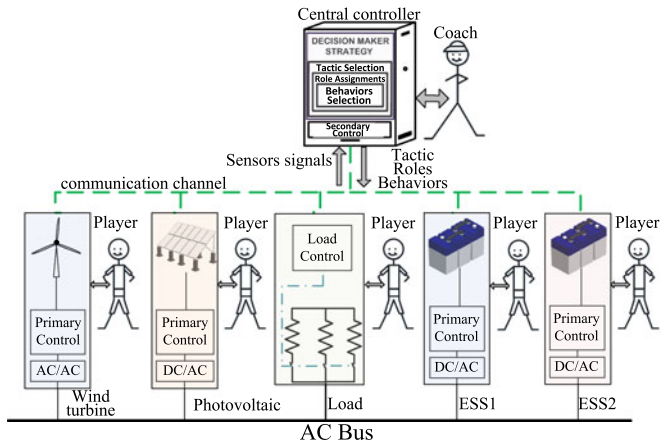 Central controller
DECISION MAKER
STRATEGY
Tactic Selection
Role Assignments
Behaviors
Selection
Secondary
Control
Coach
Sensors signals
Tactic
Roles
Behaviors
communication channel
Player
Player
Player
Player
Player
Load
Control
Primary
Control
Primary
Control
Primary
Control
Primary
Control
AC/AC
DC/AC
DC/AC
DC/AC
Wind
turbine
Photovoltaic
Load
ESS1
ESS2
AC Bus